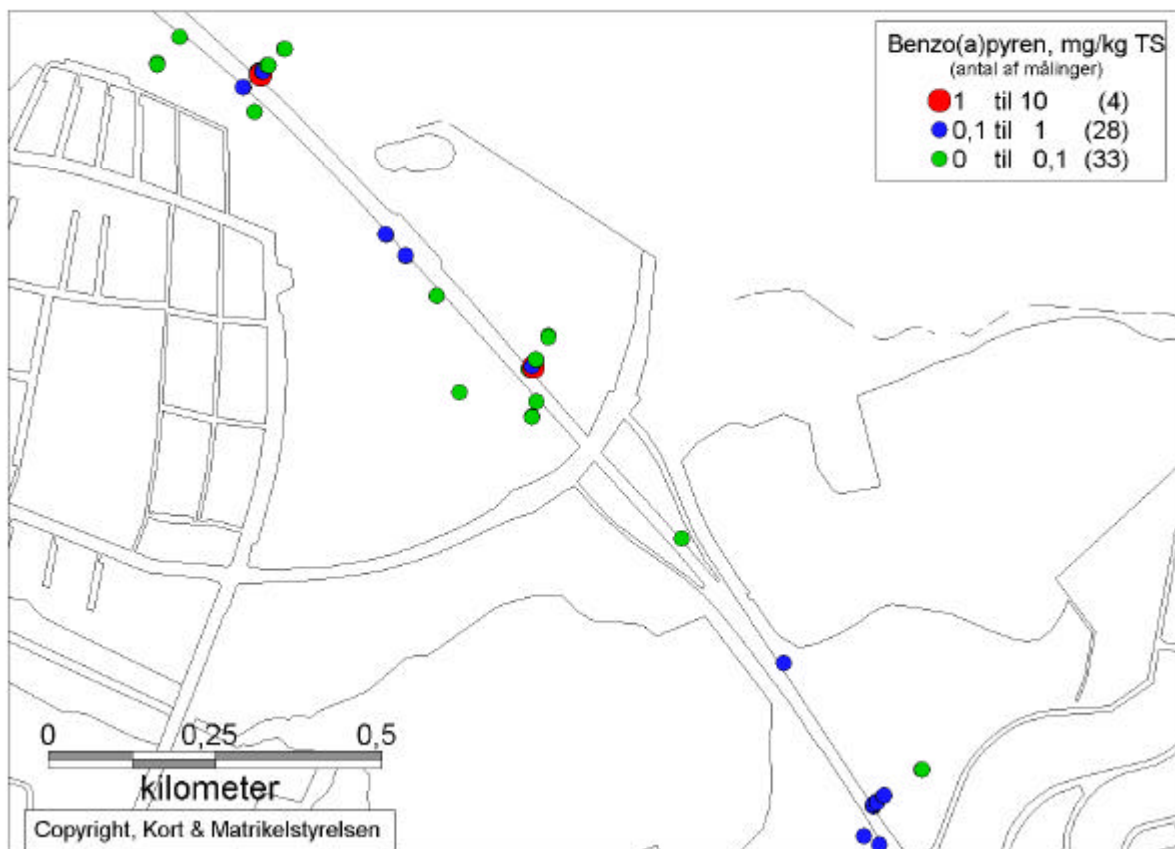 Benzo(a)pyren, mg/kg TS
(antal af målinger)
1 til 10 (4)
0,1 til 1 (28)
0 til 0,1 (33)
0 0,25 0,5
kilometer
Copyright, Kort & Matrikelstyrelsen